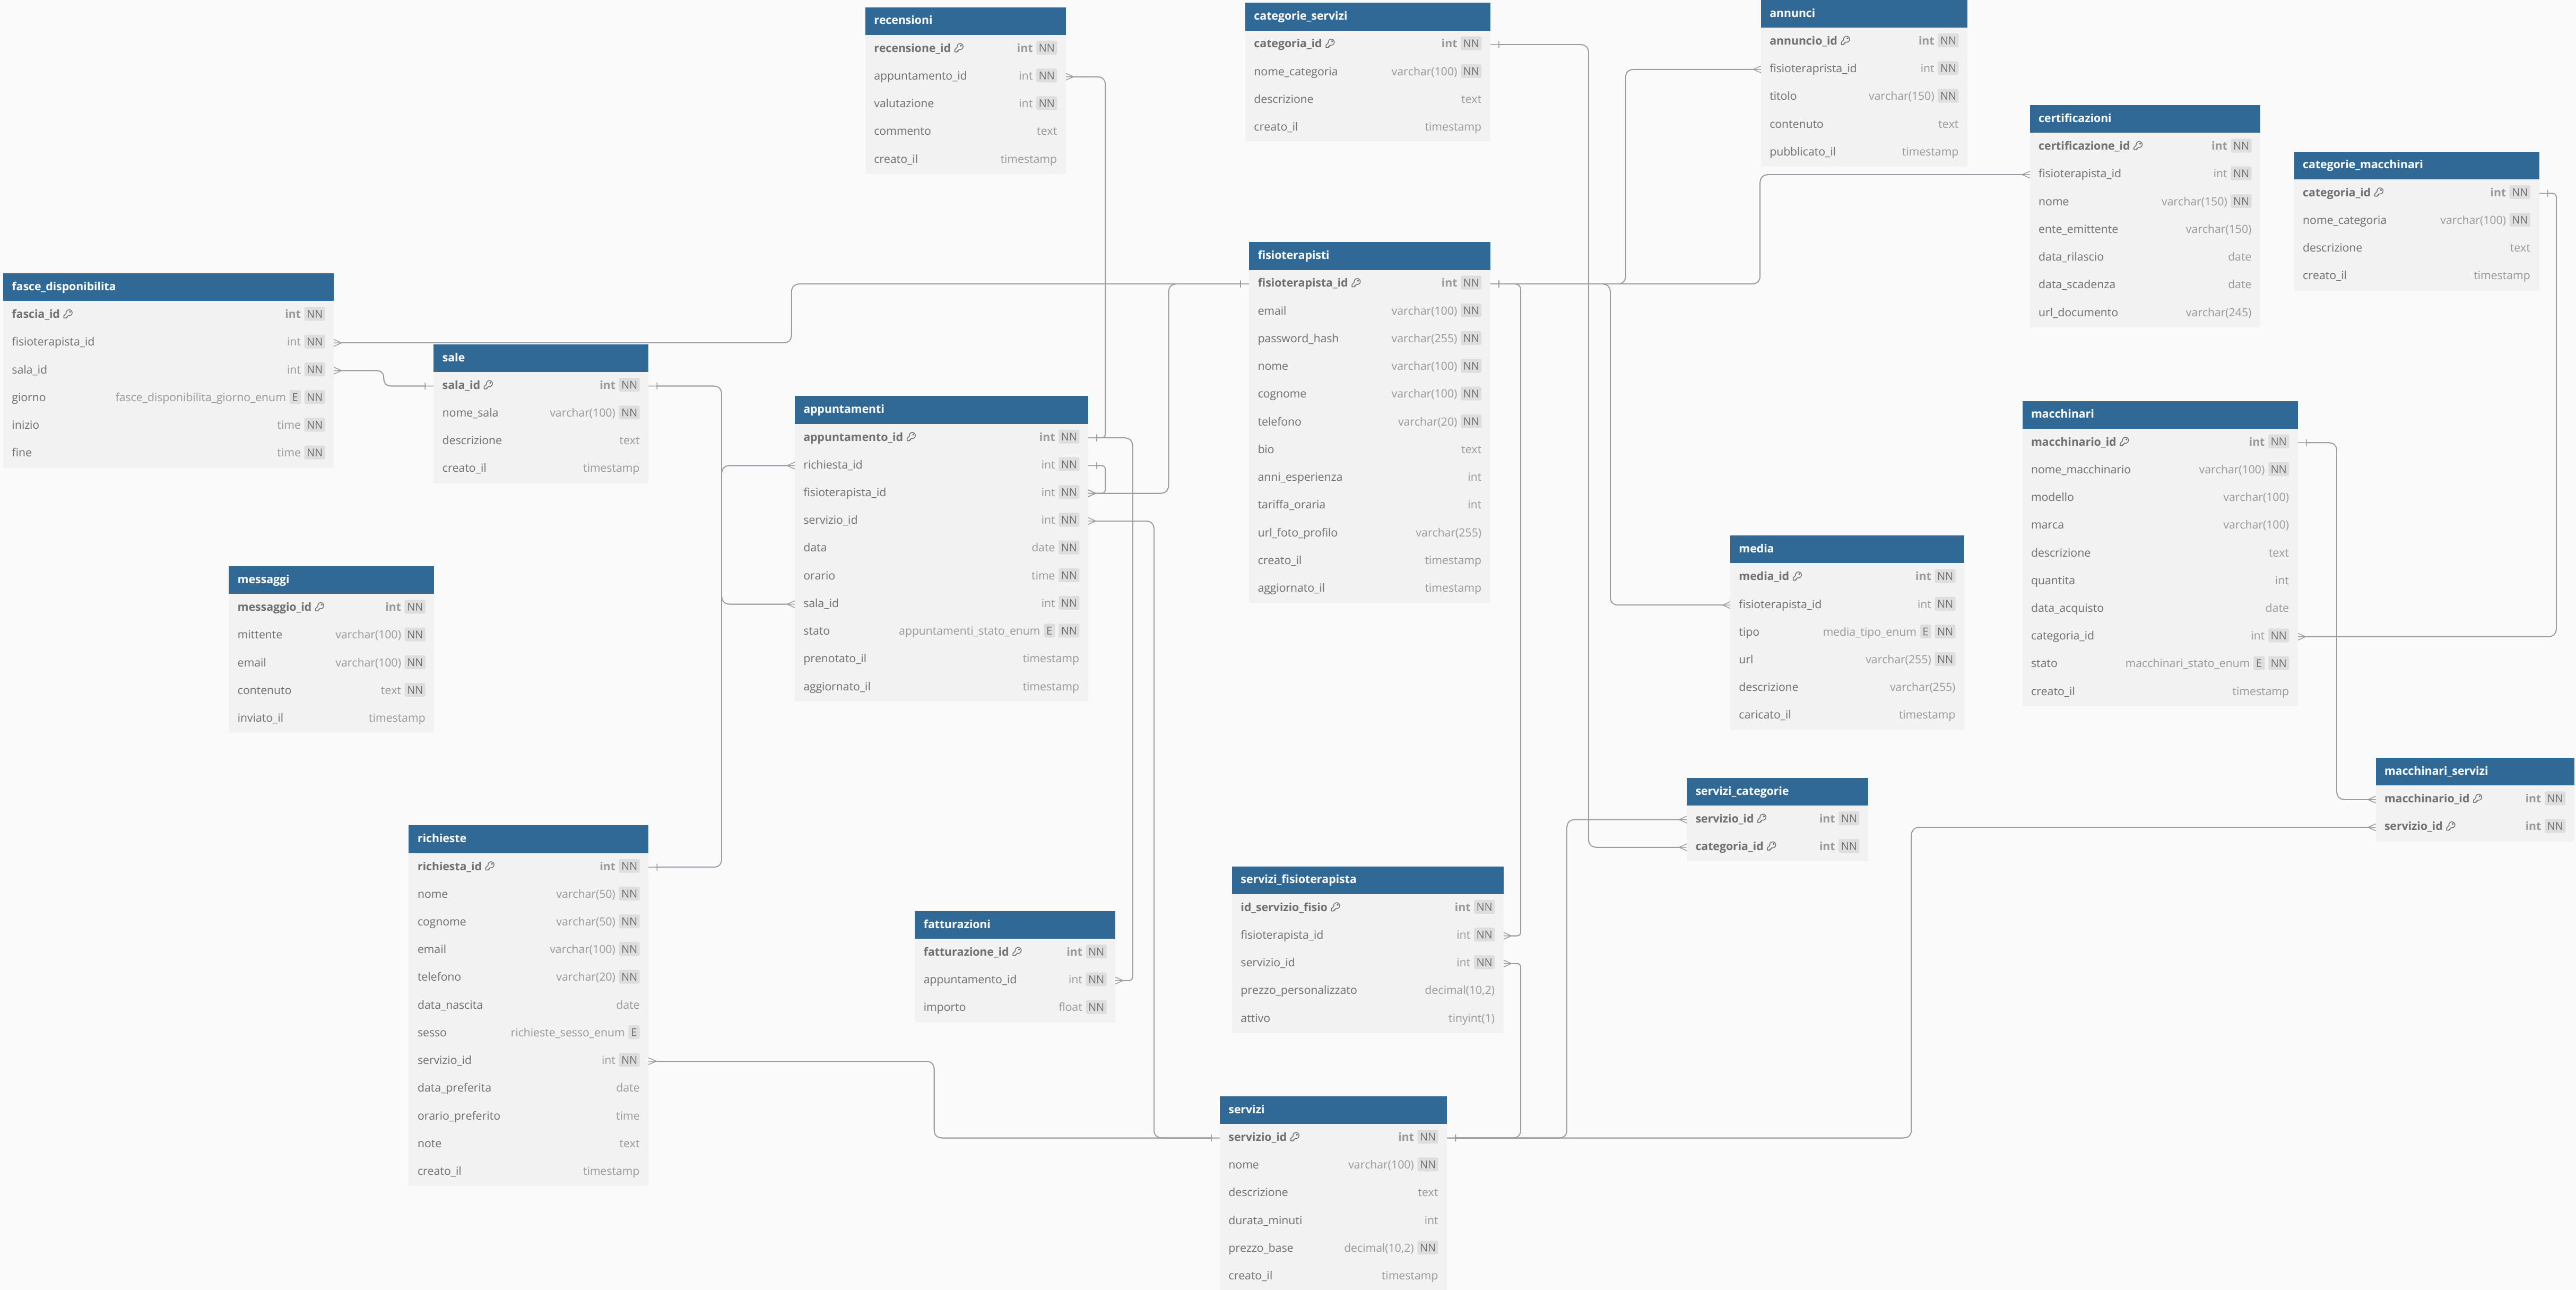 recensioni
recensione_id int NN
appuntamento_id int NN
valutazione int NN
commento text
creato_il timestamp
categorie_servizi
categoria_id int NN
nome_categoria varchar(100) NN
descrizione text
creato_il timestamp
annunci
annuncio_id int NN
fisioteraprista_id int NN
titolo varchar(150) NN
contenuto text
pubblicato_il timestamp
certificazioni
certificazione_id int NN
fisioterapista_id int NN
nome varchar(150) NN
ente_emittente varchar(150)
data_rilascio date
data_scadenza date
url_documento varchar(245)
categorie_macchinari
categoria_id int NN
nome_categoria varchar(100) NN
descrizione text
creato_il timestamp
fisioterapisti
fisioterapista_id int NN
email varchar(100) NN
password_hash varchar(255) NN
nome varchar(100) NN
cognome varchar(100) NN
telefono varchar(20) NN
bio text
anni_esperienza int
tariffa_oraria int
url_foto_profilo varchar(255)
creato_il timestamp
aggiornato_il timestamp
fasce_disponibilita
fascia_id int NN
fisioterapista_id int NN
sala_id int NN
giorno fasce_disponibilita_giorno_enum E NN
inizio time NN
fine time NN
sale
sala_id int NN
nome_sala varchar(100) NN
descrizione text
creato_il timestamp
appuntamenti
appuntamento_id int NN
richiesta_id int NN
fisioterapista_id int NN
servizio_id int NN
data date NN
orario time NN
sala_id int NN
stato appuntamenti_stato_enum E NN
prenotato_il timestamp
aggiornato_il timestamp
macchinari
macchinario_id int NN
nome_macchinario varchar(100) NN
modello varchar(100)
marca varchar(100)
descrizione text
quantita int
data_acquisto date
categoria_id int NN
stato macchinari_stato_enum E NN
creato_il timestamp
media
media_id int NN
fisioterapista_id int NN
tipo media_tipo_enum E NN
url varchar(255) NN
descrizione varchar(255)
caricato_il timestamp
messaggi
messaggio_id int NN
mittente varchar(100) NN
email varchar(100) NN
contenuto text NN
inviato_il timestamp
macchinari_servizi
macchinario_id int NN
servizio_id int NN
servizi_categorie
servizio_id int NN
categoria_id int NN
richieste
richiesta_id int NN
nome varchar(50) NN
cognome varchar(50) NN
email varchar(100) NN
telefono varchar(20) NN
data_nascita date
sesso richieste_sesso_enum E
servizio_id int NN
data_preferita date
orario_preferito time
note text
creato_il timestamp
servizi_fisioterapista
id_servizio_fisio int NN
fisioterapista_id int NN
servizio_id int NN
prezzo_personalizzato decimal(10,2)
attivo tinyint(1)
fatturazioni
fatturazione_id int NN
appuntamento_id int NN
importo float NN
servizi
servizio_id int NN
nome varchar(100) NN
descrizione text
durata_minuti int
prezzo_base decimal(10,2) NN
creato_il timestamp